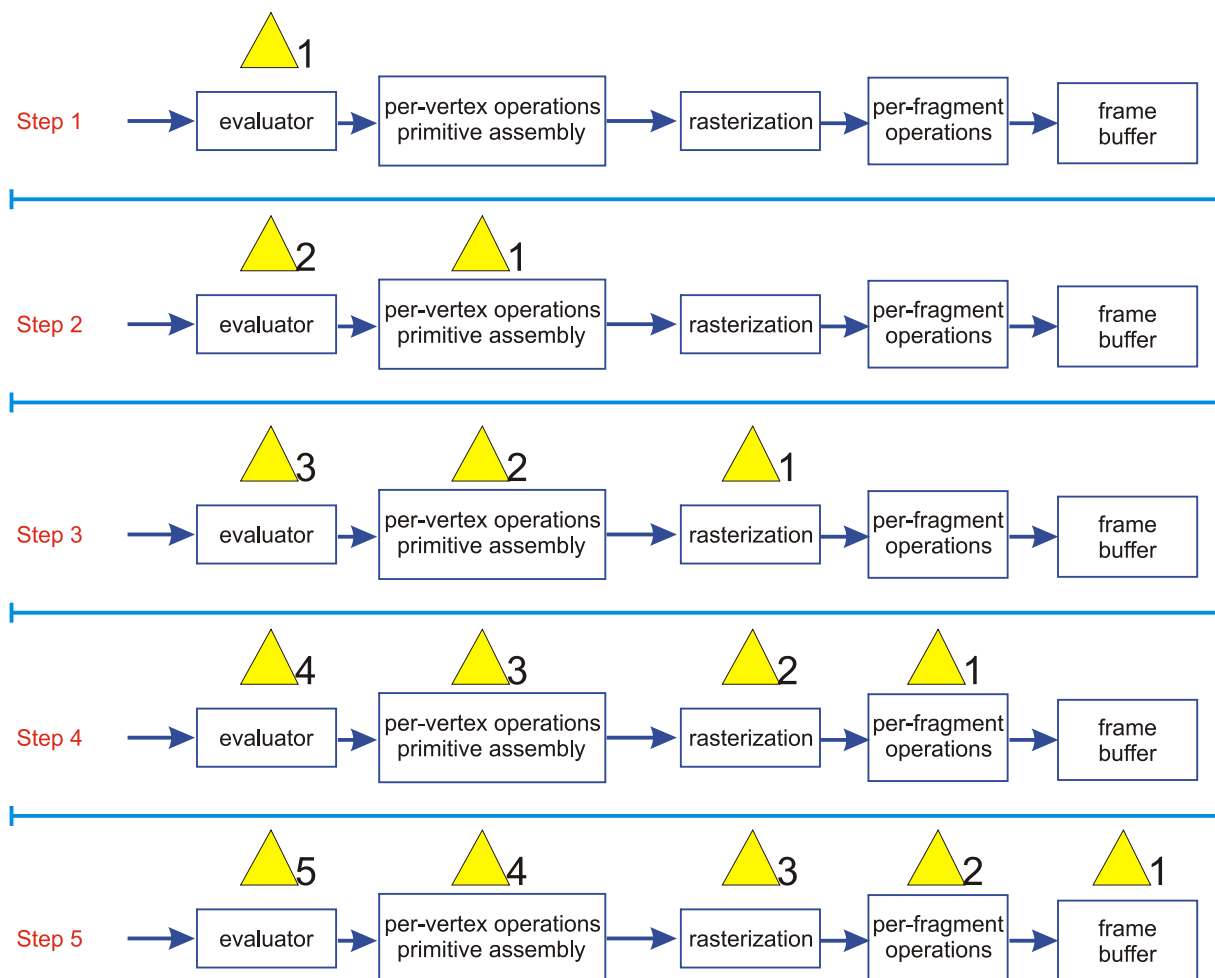 1
Step 1
evaluator
per-vertex operations
primitive assembly
rasterization
per-fragment
operations
frame
buffer
2
1
Step 2
evaluator
per-vertex operations
primitive assembly
rasterization
per-fragment
operations
frame
buffer
3
2
1
Step 3
evaluator
per-vertex operations
primitive assembly
rasterization
per-fragment
operations
frame
buffer
4
3
2
1
Step 4
evaluator
per-vertex operations
primitive assembly
rasterization
per-fragment
operations
frame
buffer
5
4
3
2
1
Step 5
evaluator
per-vertex operations
primitive assembly
rasterization
per-fragment
operations
frame
buffer